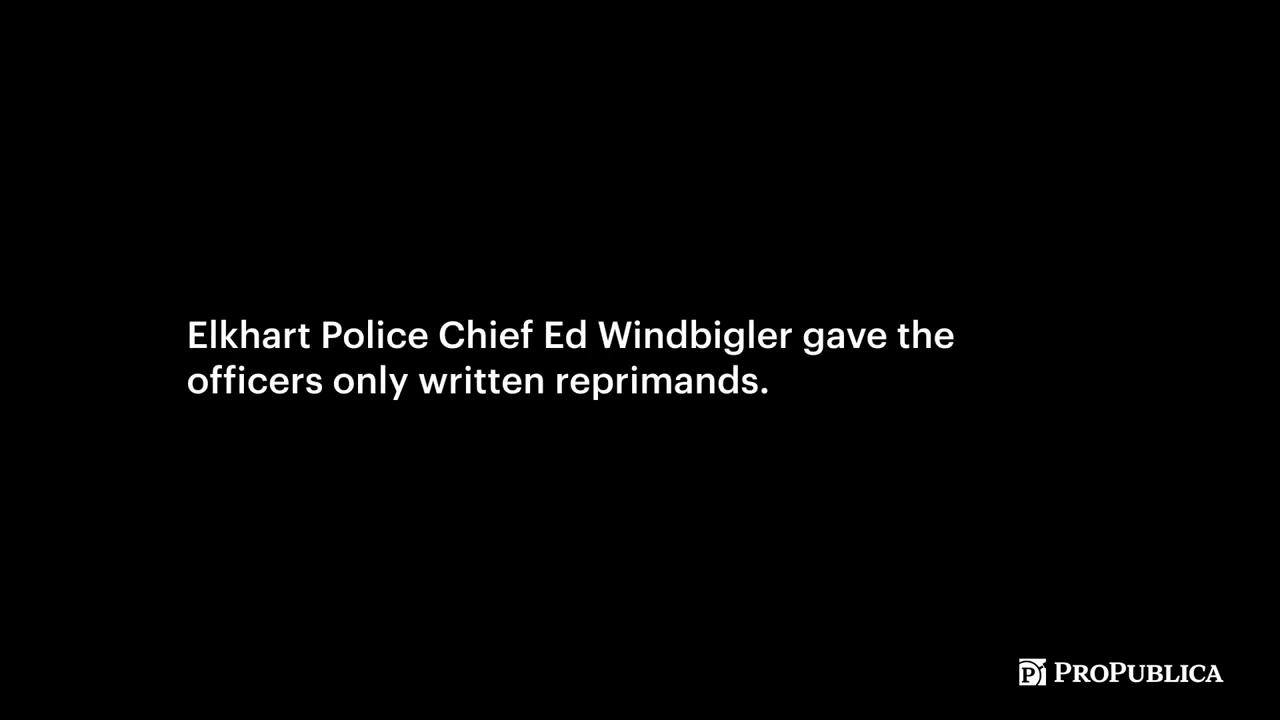 Elkhart Police Chief Ed Windbigler gave the
officers only written reprimands.
PROPUBLICA